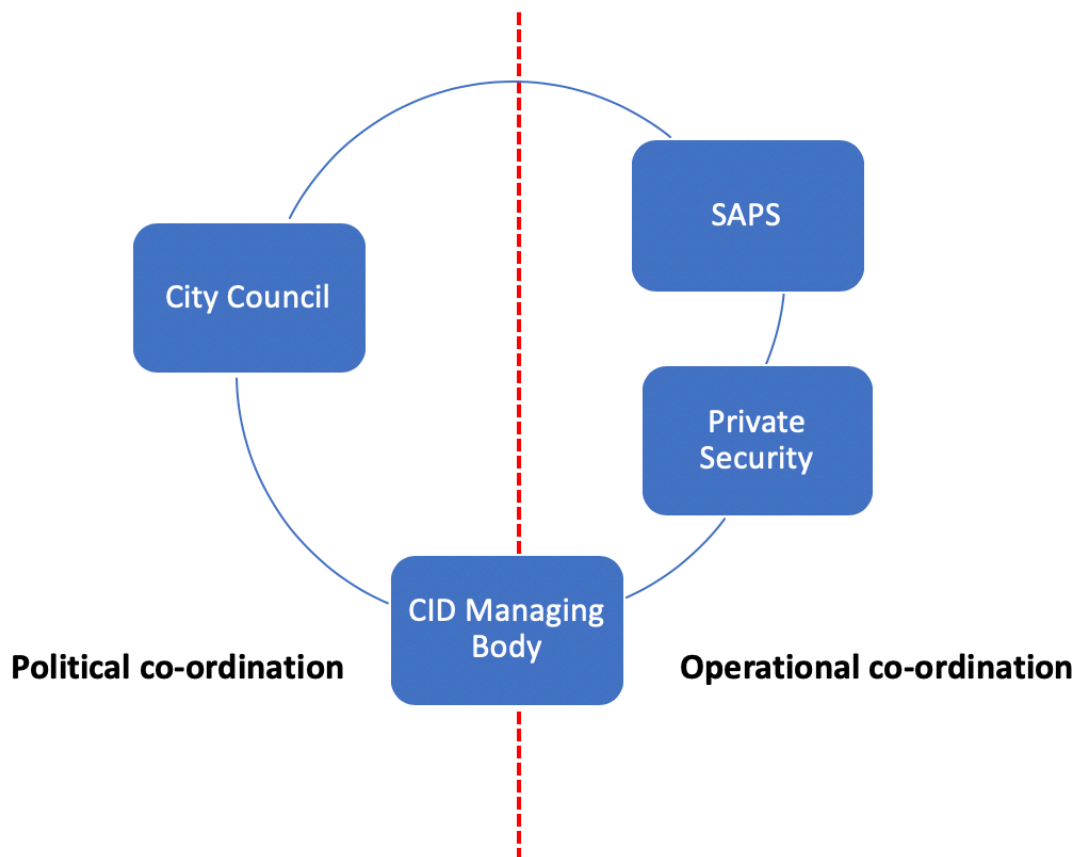 SAPS
City Council
Private
Security
CID Managing
Body
Political co-ordination
Operational co-ordination